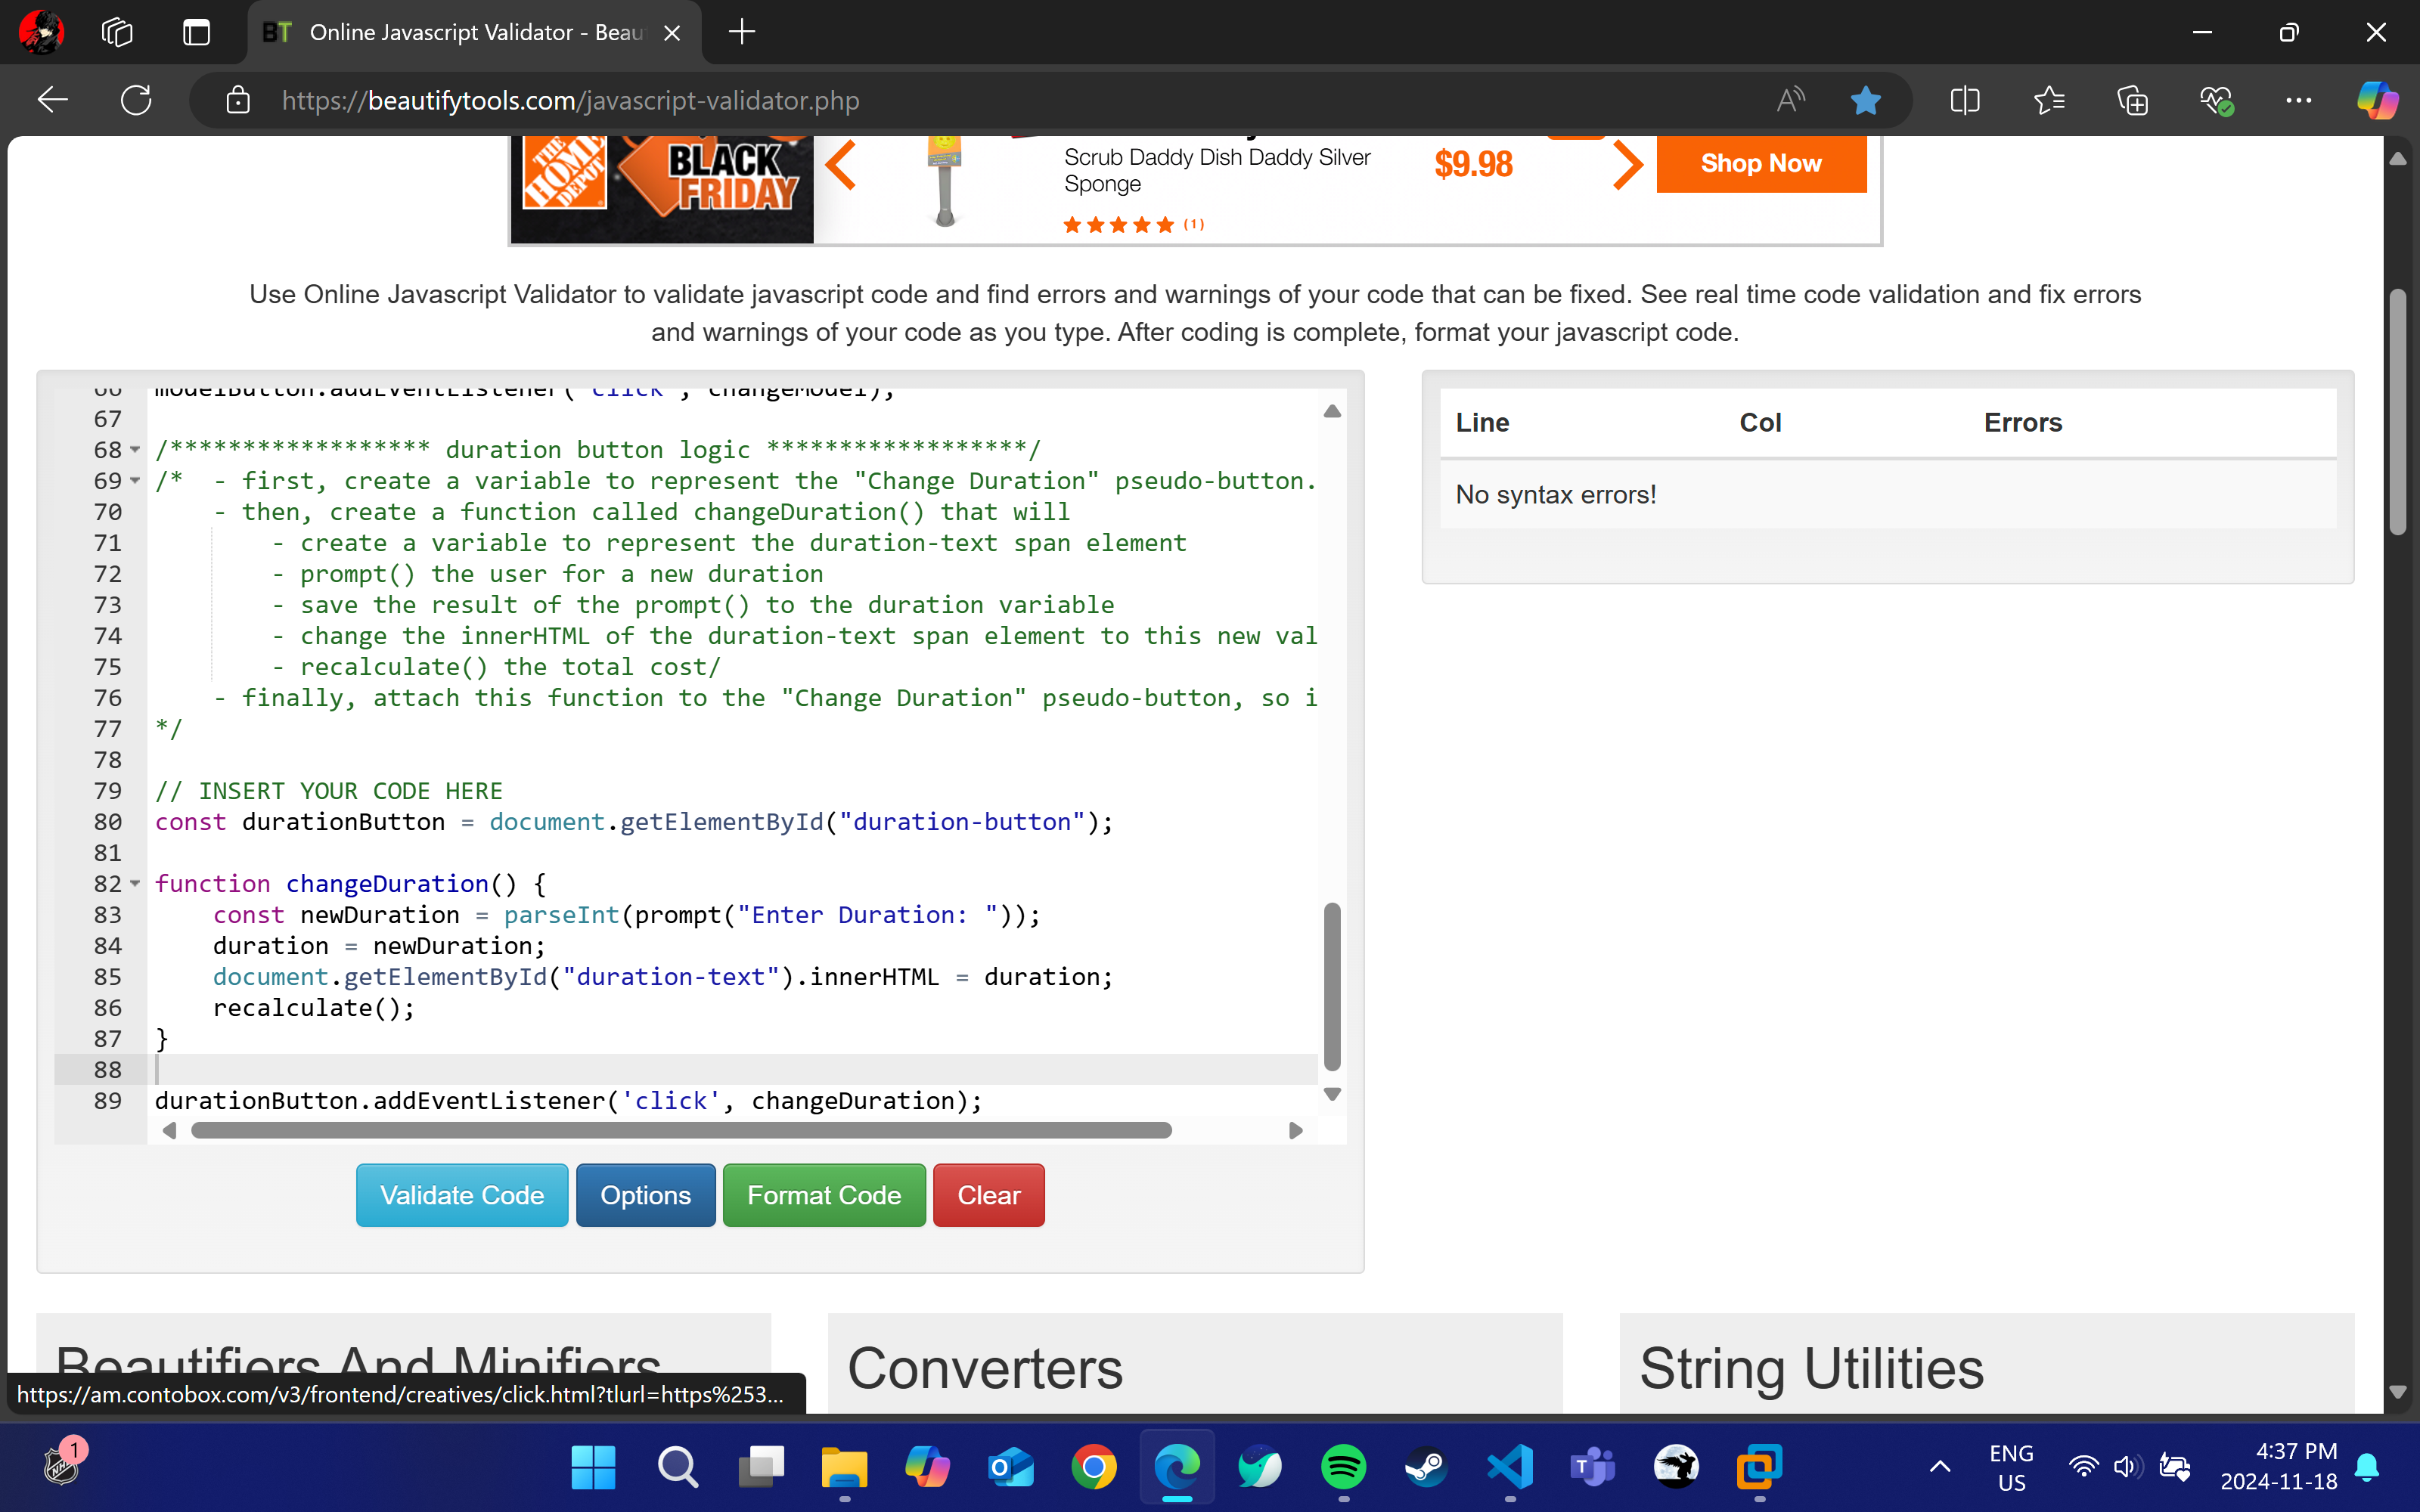 BT Online Javascript Validator - Beau
https://beautifytools.com/javascript-validator.php
THE HOME DEPOT
BLACK FRIDAY
Scrub Daddy Dish Daddy Silver
Sponge
(1)
$9.98
Shop Now
Use Online Javascript Validator to validate javascript code and find errors and warnings of your code that can be fixed. See real time code validation and fix errors
and warnings of your code as you type. After coding is complete, format your javascript code.
66 modelButton.addEventListener('click', changeModel);
67
68 /****************** duration button logic ******************/
69 /*  - first, create a variable to represent the "Change Duration" pseudo-button.
70     - then, create a function called changeDuration() that will
71         - create a variable to represent the duration-text span element
72         - prompt() the user for a new duration
73         - save the result of the prompt() to the duration variable
74         - change the innerHTML of the duration-text span element to this new val
75         - recalculate() the total cost/
76     - finally, attach this function to the "Change Duration" pseudo-button, so i
77 */
78
79 // INSERT YOUR CODE HERE
80 const durationButton = document.getElementById("duration-button");
81
82 function changeDuration() {
83     const newDuration = parseInt(prompt("Enter Duration: "));
84     duration = newDuration;
85     document.getElementById("duration-text").innerHTML = duration;
86     recalculate();
87 }
88
89 durationButton.addEventListener('click', changeDuration);
Line Col Errors
No syntax errors!
Validate Code Options Format Code Clear
Beautifiers And Minifiers
Converters
String Utilities
https://am.contobox.com/v3/frontend/creatives/click.html?tlurl=https%253...
1
NHL
ENG
US
4:37 PM
2024-11-18